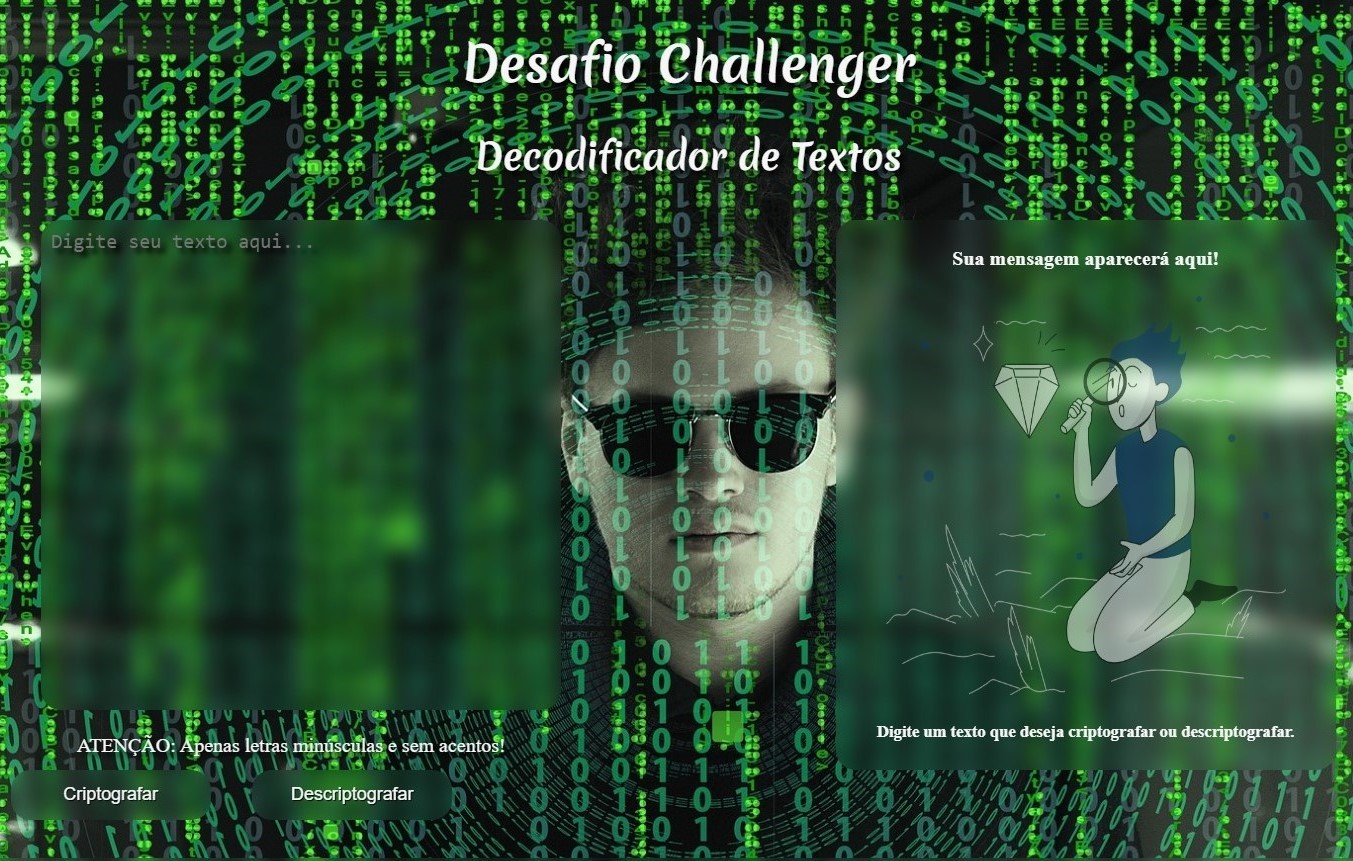 Desafio Challenger
Decodificador de Textos
Digite seu texto aqui...
Sua mensagem aparecerá aqui!
Digite um texto que deseja criptografar ou descriptografar.
ATENÇÃO: Apenas letras minúsculas e sem acentos!
Criptografar
Descriptografar